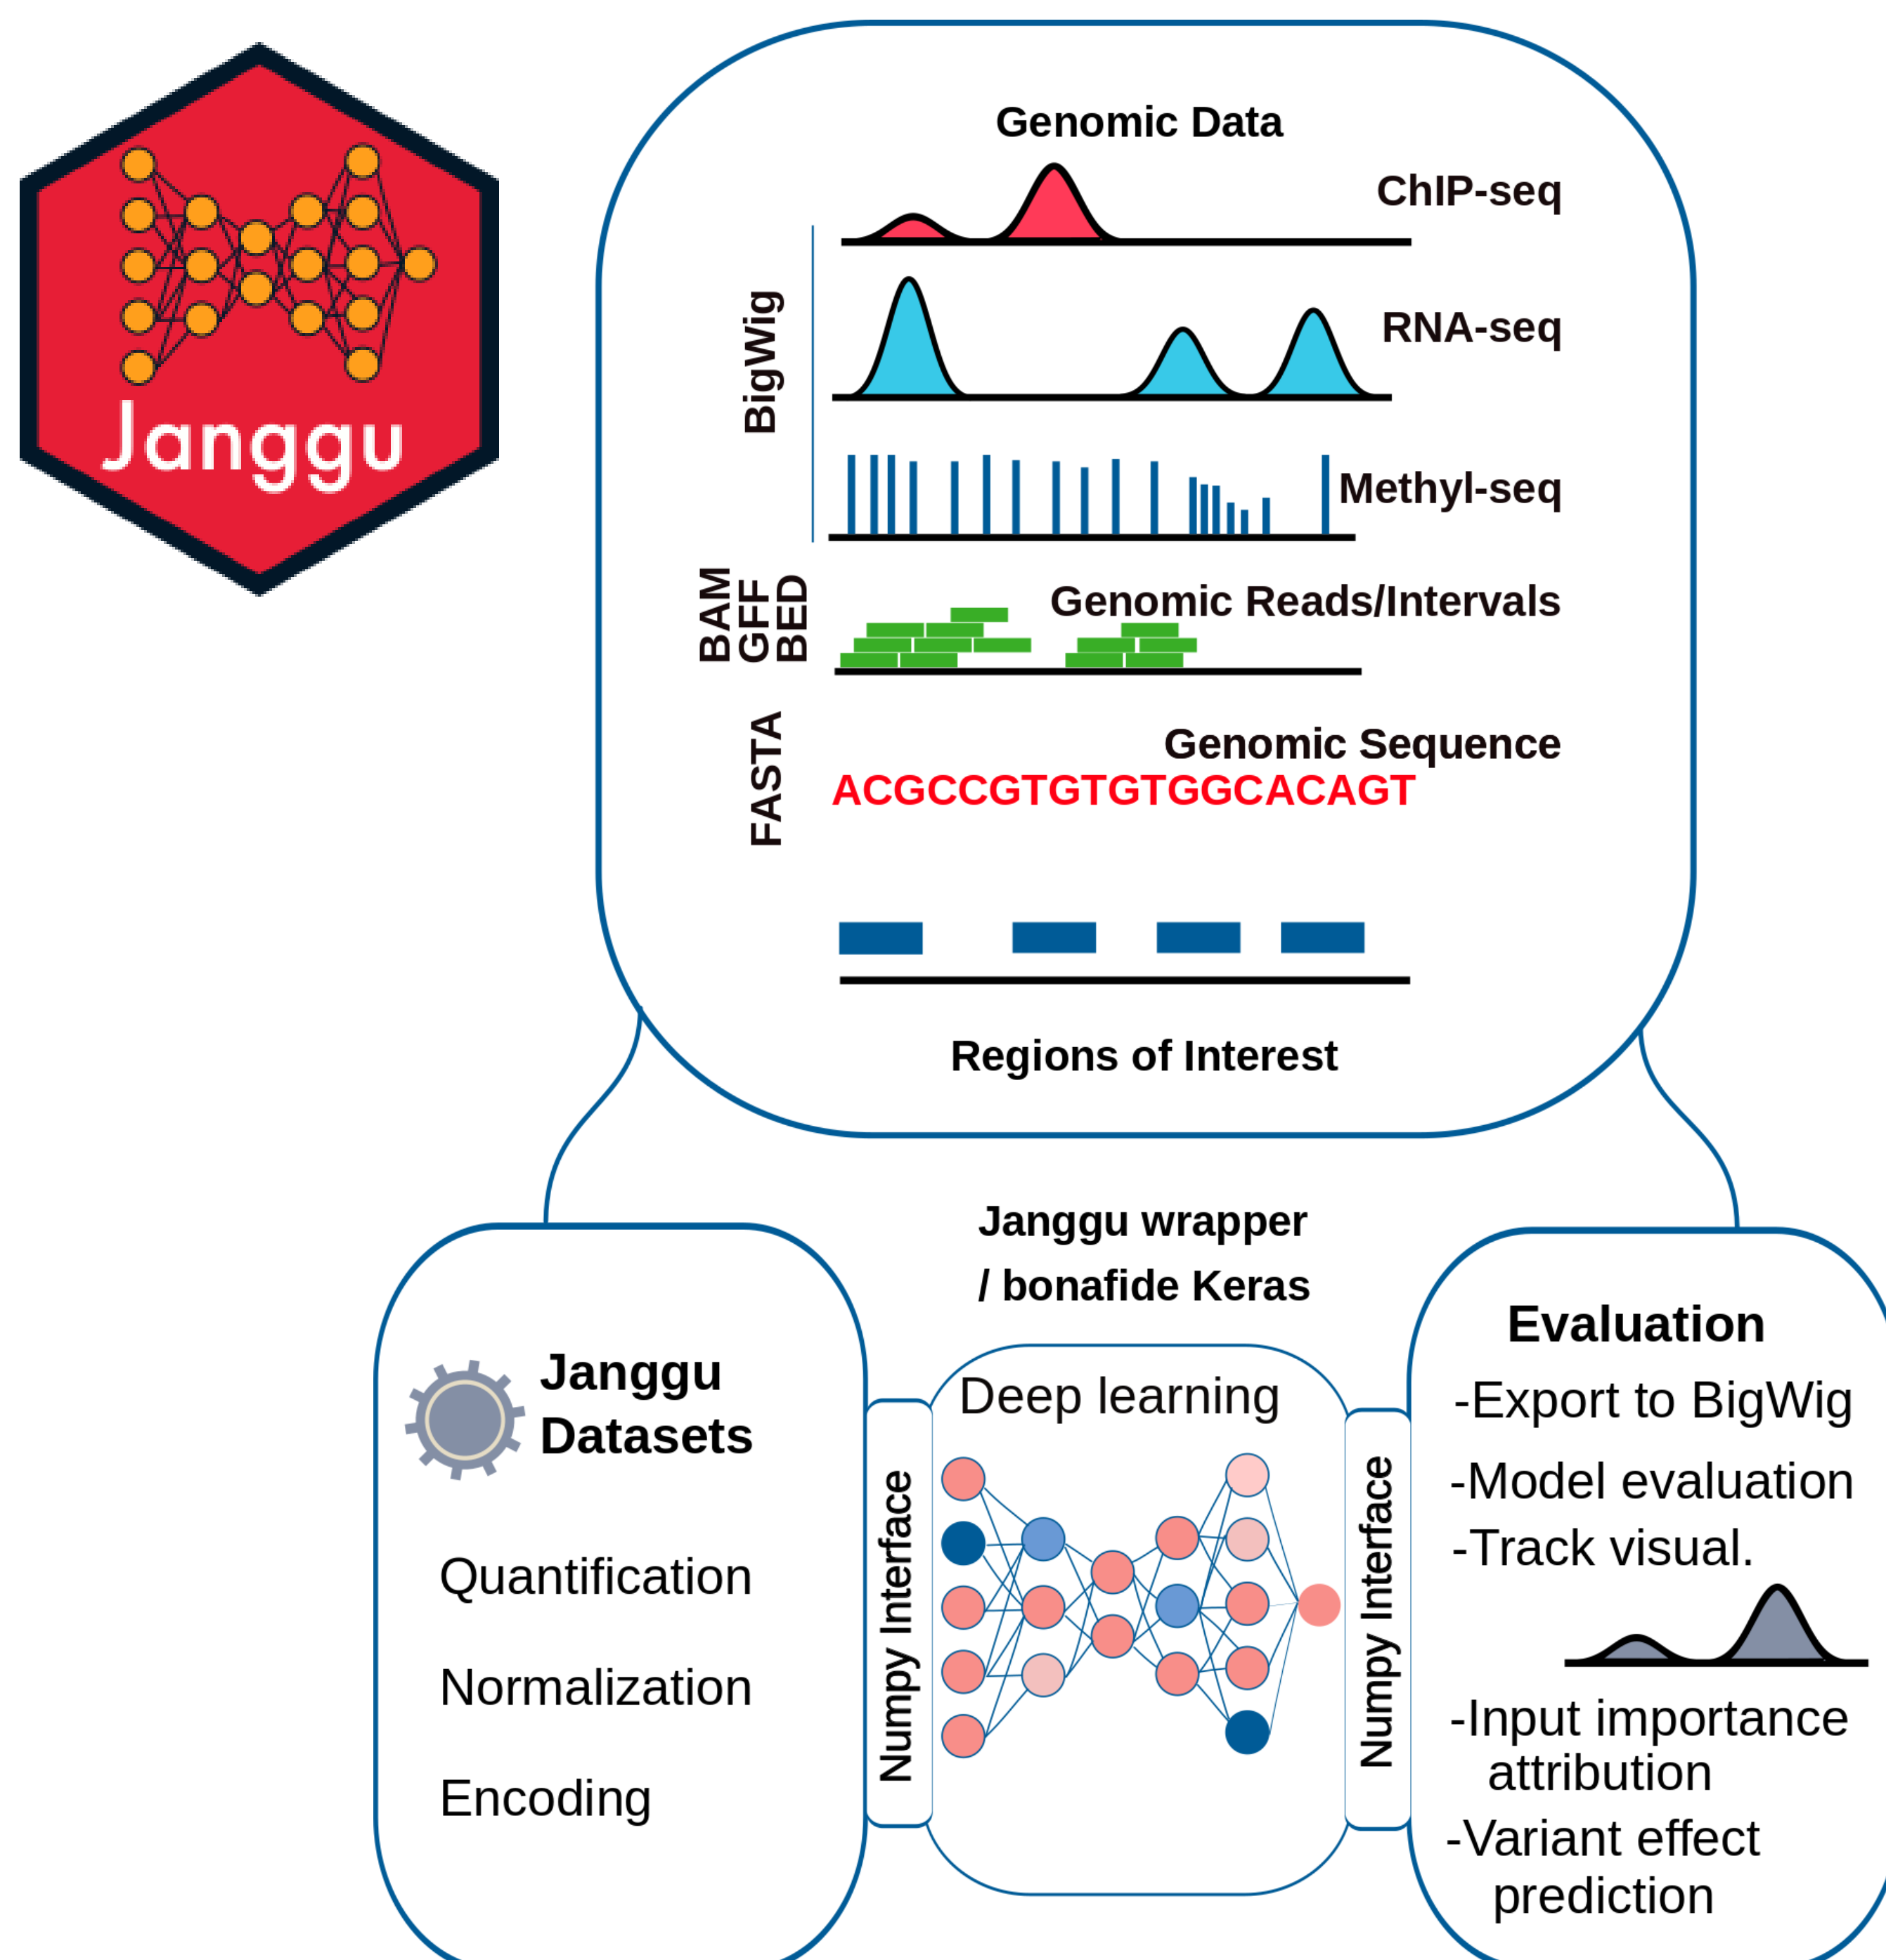 Janggu
Genomic Data
ChIP-seq
BigWig
RNA-seq
Methyl-seq
BAM
GFF
BED
Genomic Reads/Intervals
FASTA
Genomic Sequence
ACGCCGTGTGTGGCACAGT
Regions of Interest
Janggu wrapper
/ bonafide Keras
Janggu
Datasets
Quantification
Normalization
Encoding
Numpy Interface
Deep learning
Numpy Interface
Evaluation
-Export to BigWig
-Model evaluation
-Track visual.
-Input importance
attribution
-Variant effect
prediction